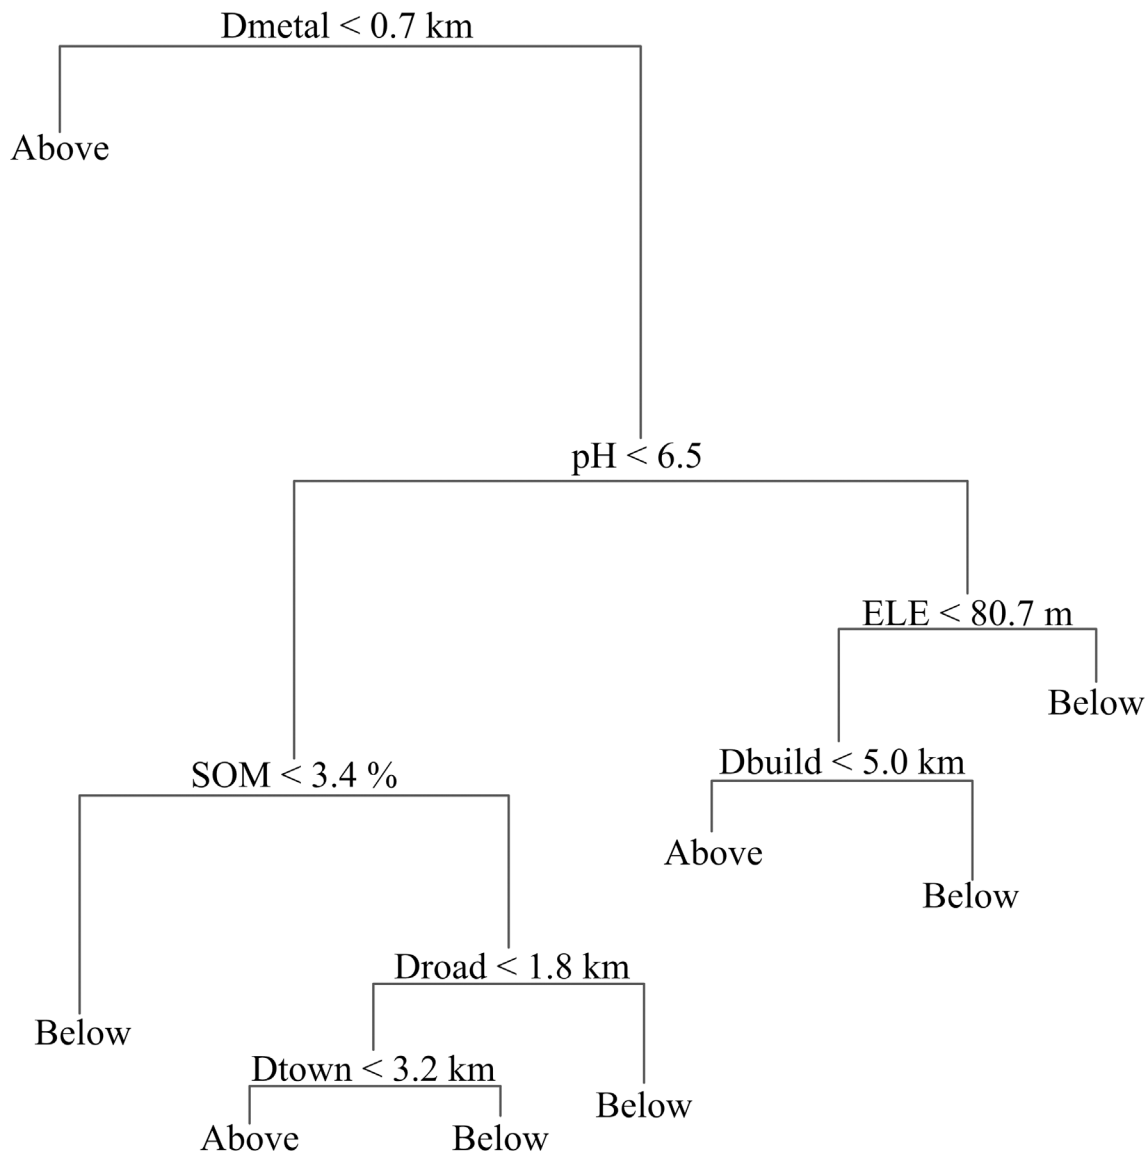 Dmetal < 0.7 km
Above
pH < 6.5
ELE < 80.7 m
Below
Dbuild < 5.0 km
SOM < 3.4 %
Above
Below
Droad < 1.8 km
Below
Dtown < 3.2 km
Below
Above
Below